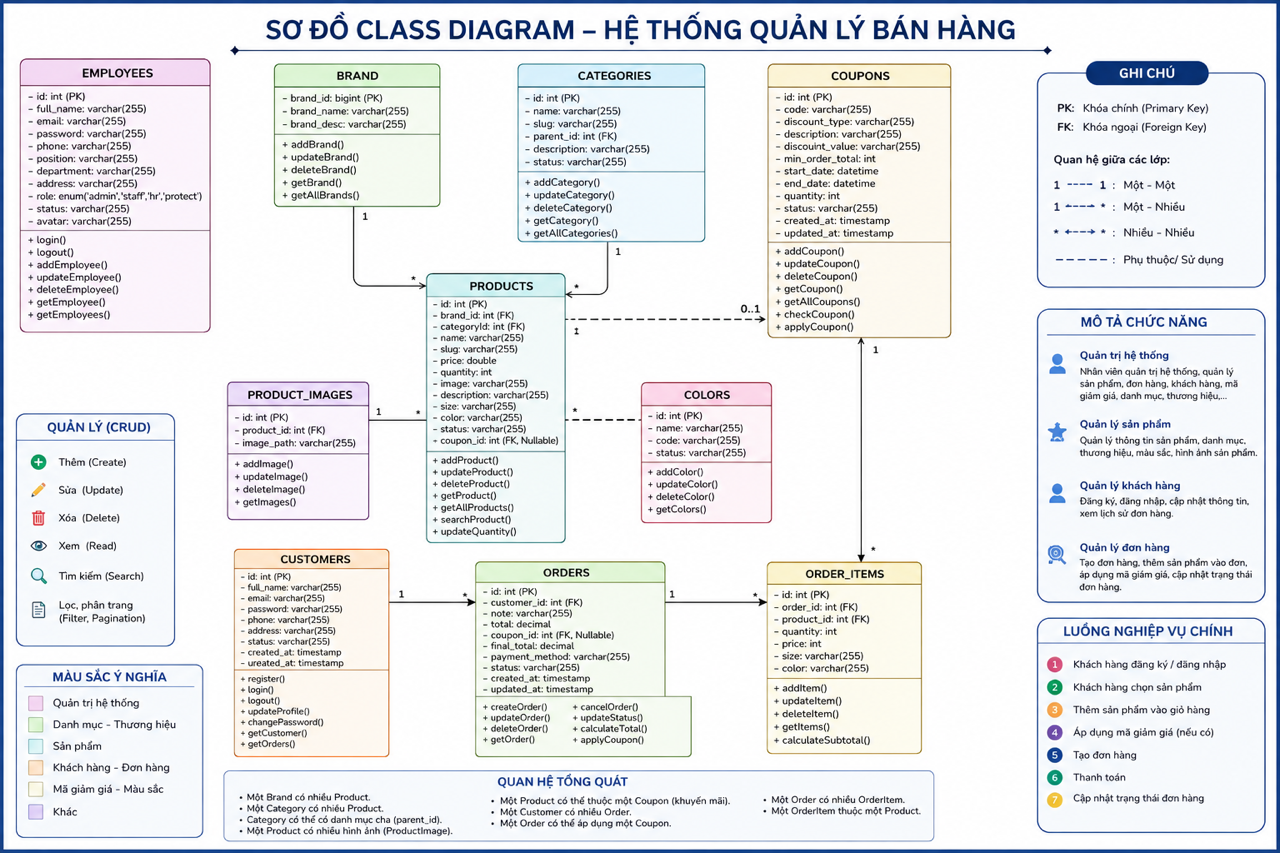 SƠ ĐỒ CLASS DIAGRAM – HỆ THỐNG QUẢN LÝ BÁN HÀNG
EMPLOYEES
– id: int (PK)
– full_name: varchar(255)
– email: varchar(255)
– password: varchar(255)
– phone: varchar(255)
– position: varchar(255)
– department: varchar(255)
– address: varchar(255)
– role: enum('admin','staff','hr','protect')
– status: varchar(255)
– avatar: varchar(255)
+ login()
+ logout()
+ addEmployee()
+ updateEmployee()
+ deleteEmployee()
+ getEmployee()
+ getEmployees()
BRAND
– brand_id: bigint (PK)
– brand_name: varchar(255)
– brand_desc: varchar(255)
+ addBrand()
+ updateBrand()
+ deleteBrand()
+ getBrand()
+ getAllBrands()
1
*
CATEGORIES
– id: int (PK)
– name: varchar(255)
– slug: varchar(255)
– parent_id: int (FK)
– description: varchar(255)
– status: varchar(255)
+ addCategory()
+ updateCategory()
+ deleteCategory()
+ getCategory()
+ getAllCategories()
1
*
COUPONS
– id: int (PK)
– code: varchar(255)
– discount_type: varchar(255)
– description: varchar(255)
– discount_value: varchar(255)
– min_order_total: int
– start_date: datetime
– end_date: datetime
– quantity: int
– status: varchar(255)
– created_at: timestamp
– updated_at: timestamp
+ addCoupon()
+ updateCoupon()
+ deleteCoupon()
+ getCoupon()
+ getAllCoupons()
+ checkCoupon()
+ applyCoupon()
1
*
GHI CHÚ
PK: Khóa chính (Primary Key)
FK: Khóa ngoại (Foreign Key)
Quan hệ giữa các lớp:
1 1 : Một – Một
1 * : Một – Nhiều
* * : Nhiều – Nhiều
: Phụ thuộc/ Sử dụng
PRODUCTS
– id: int (PK)
– brand_id: int (FK)
– categoryId: int (FK)
– name: varchar(255)
– slug: varchar(255)
– price: double
– quantity: int
– image: varchar(255)
– description: varchar(255)
– size: varchar(255)
– color: varchar(255)
– status: varchar(255)
– coupon_id: int (FK, Nullable)
+ addProduct()
+ updateProduct()
+ deleteProduct()
+ getProduct()
+ getAllProducts()
+ searchProduct()
+ updateQuantity()
0..1
*
PRODUCT_IMAGES
– id: int (PK)
– product_id: int (FK)
– image_path: varchar(255)
+ addImage()
+ updateImage()
+ deleteImage()
+ getImages()
1 *
COLORS
– id: int (PK)
– name: varchar(255)
– code: varchar(255)
– status: varchar(255)
+ addColor()
+ updateColor()
+ deleteColor()
+ getColors()
MÔ TẢ CHỨC NĂNG
Quản trị hệ thống
Nhân viên quản trị hệ thống, quản lý
sản phẩm, đơn hàng, khách hàng, mã
giảm giá, danh mục, thương hiệu,...
Quản lý sản phẩm
Quản lý thông tin sản phẩm, danh mục,
thương hiệu, màu sắc, hình ảnh sản phẩm.
Quản lý khách hàng
Đăng ký, đăng nhập, cập nhật thông tin,
xem lịch sử đơn hàng.
Quản lý đơn hàng
Tạo đơn hàng, thêm sản phẩm vào đơn,
áp dụng mã giảm giá, cập nhật trạng thái
đơn hàng.
QUẢN LÝ (CRUD)
Thêm (Create)
Sửa (Update)
Xóa (Delete)
Xem (Read)
Tìm kiếm (Search)
Lọc, phân trang
(Filter, Pagination)
CUSTOMERS
– id: int (PK)
– full_name: varchar(255)
– email: varchar(255)
– password: varchar(255)
– phone: varchar(255)
– address: varchar(255)
– status: varchar(255)
– created_at: timestamp
– ureated_at: timestamp
+ register()
+ login()
+ logout()
+ updateProfile()
+ changePassword()
+ getCustomer()
+ getOrders()
1 *
ORDERS
– id: int (PK)
– customer_id: int (FK)
– note: varchar(255)
– total: decimal
– coupon_id: int (FK, Nullable)
– final_total: decimal
– payment_method: varchar(255)
– status: varchar(255)
– created_at: timestamp
– updated_at: timestamp
+ createOrder() + cancelOrder()
+ updateOrder() + updateStatus()
+ deleteOrder() + calculateTotal()
+ getOrder() + applyCoupon()
1 *
ORDER_ITEMS
– id: int (PK)
– order_id: int (FK)
– product_id: int (FK)
– quantity: int
– price: int
– size: varchar(255)
– color: varchar(255)
+ addItem()
+ updateItem()
+ deleteItem()
+ getItems()
+ calculateSubtotal()
LUỒNG NGHIỆP VỤ CHÍNH
1 Khách hàng đăng ký / đăng nhập
2 Khách hàng chọn sản phẩm
3 Thêm sản phẩm vào giỏ hàng
4 Áp dụng mã giảm giá (nếu có)
5 Tạo đơn hàng
6 Thanh toán
7 Cập nhật trạng thái đơn hàng
MÀU SẮC Ý NGHĨA
Quản trị hệ thống
Danh mục – Thương hiệu
Sản phẩm
Khách hàng – Đơn hàng
Mã giảm giá – Màu sắc
Khác
QUAN HỆ TỔNG QUÁT
• Một Brand có nhiều Product.
• Một Category có nhiều Product.
• Category có thể có danh mục cha (parent_id).
• Một Product có nhiều hình ảnh (ProductImage).
• Một Product có thể thuộc một Coupon (khuyến mãi).
• Một Customer có nhiều Order.
• Một Order có thể áp dụng một Coupon.
• Một Order có nhiều OrderItem.
• Một OrderItem thuộc một Product.